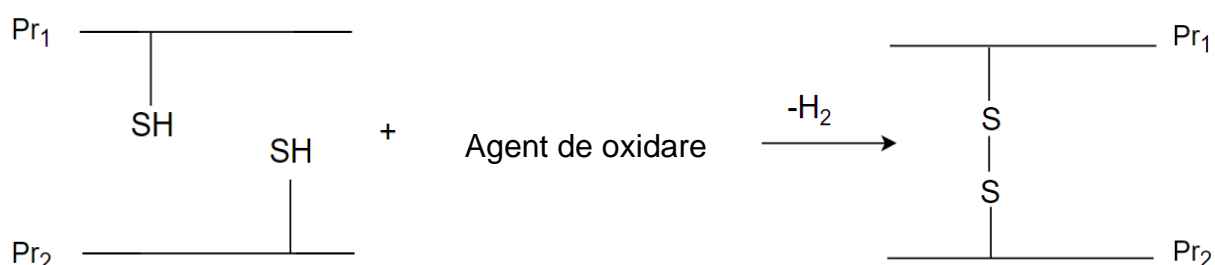 Pr₁
SH
SH
Pr₂
+
Agent de oxidare
-H₂
Pr₁
S
S
Pr₂